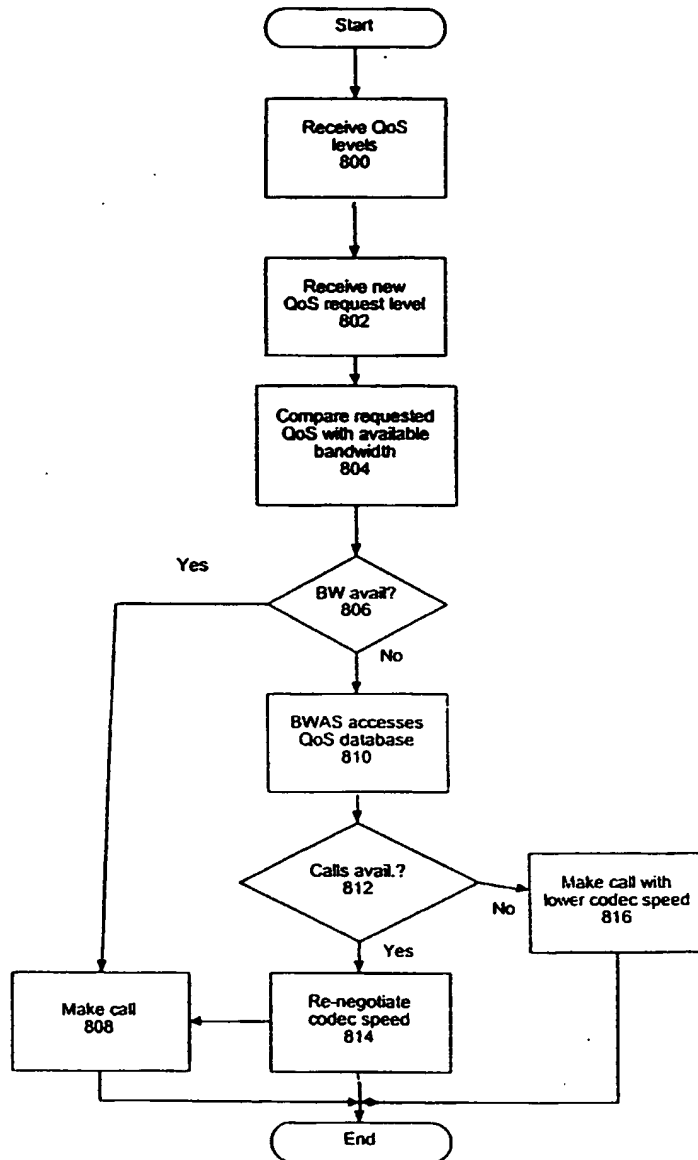 Start
Receive QoS
levels
800
Receive new
QoS request level
802
Compare requested
QoS with available
bandwidth
804
Yes
BW avail?
806
No
BWAS accesses
QoS database
810
Calls avail.?
812
No
Make call with
lower codec speed
816
Yes
Make call
808
Re-negotiate
codec speed
814
End